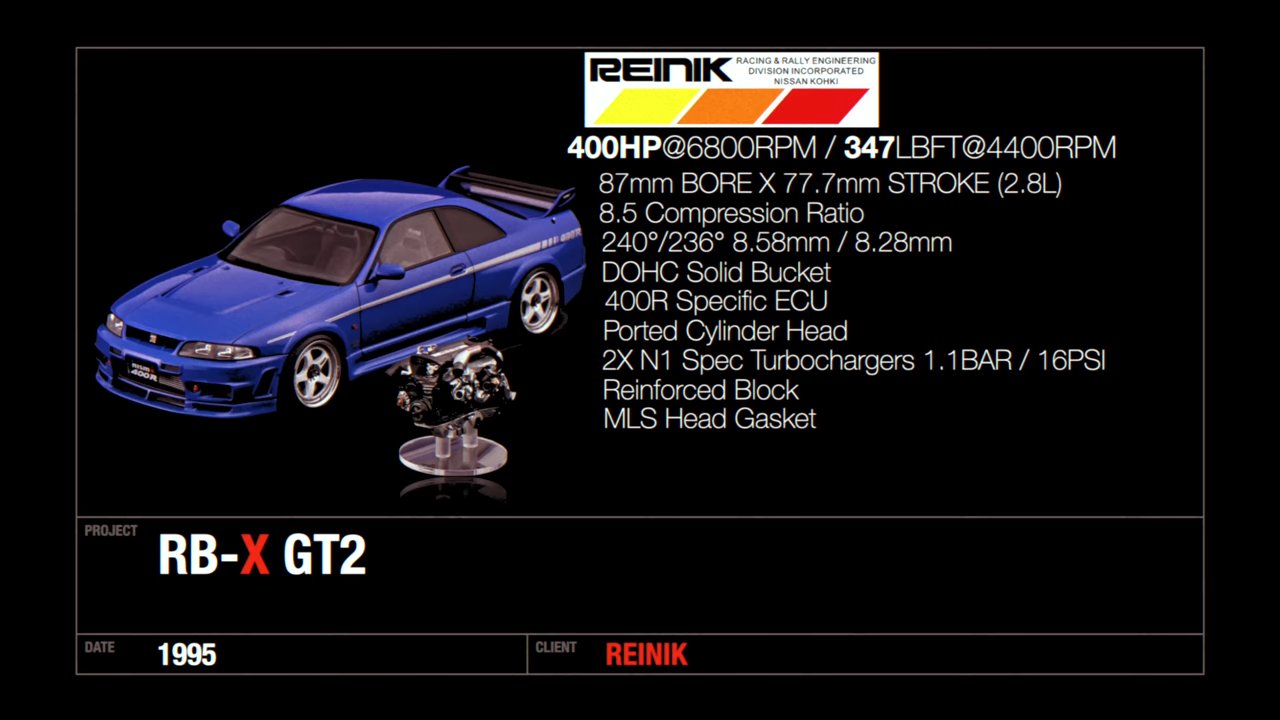 REINIK
RACING & RALLY ENGINEERING
DIVISION INCORPORATED
NISSAN KOHKI
400HP@6800RPM / 347LBFT@4400RPM
87mm BORE X 77.7mm STROKE (2.8L)
8.5 Compression Ratio
240°/236° 8.58mm / 8.28mm
DOHC Solid Bucket
400R Specific ECU
Ported Cylinder Head
2X N1 Spec Turbochargers 1.1BAR / 16PSI
Reinforced Block
MLS Head Gasket
400R
nismo
400R
PROJECT
RB-X GT2
DATE
1995
CLIENT
REINIK